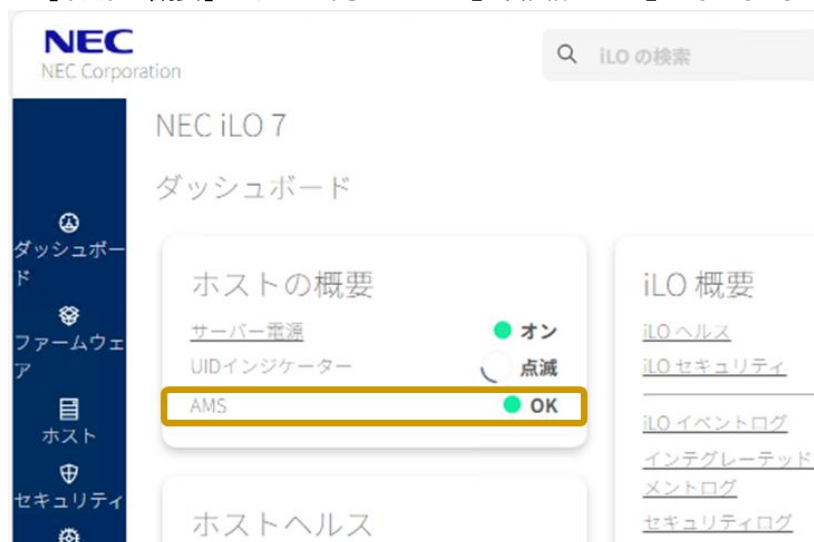 NEC
NEC Corporation
iLO の検索
NEC iLO 7
ダッシュボード
ダッシュボー
ド
ファームウェ
ア
ホスト
セキュリティ
ホストの概要
サーバー電源
オン
UIDインジケーター
点滅
AMS
OK
ホストヘルス
iLO 概要
iLO ヘルス
iLO セキュリティ
iLO イベントログ
インテグレーテッド
メントログ
セキュリティログ